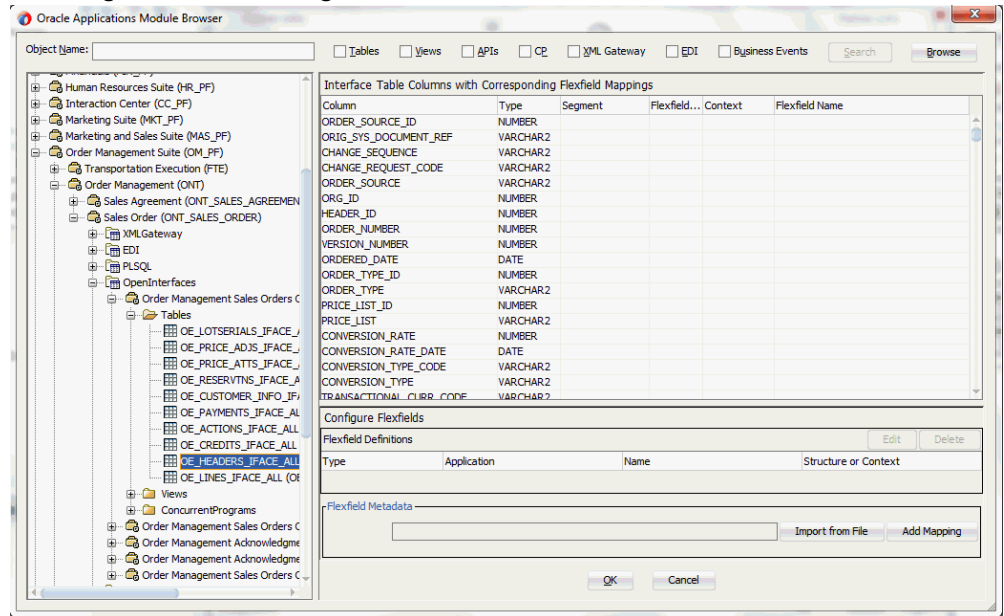 Oracle Applications Module Browser
Object Name: Tables Views APIs CP XML Gateway EDI Business Events Search Browse
Human Resources Suite (HR_PF)
Interaction Center (CC_PF)
Marketing Suite (MKT_PF)
Marketing and Sales Suite (MAS_PF)
Order Management Suite (OM_PF)
Transportation Execution (FTE)
Order Management (ONT)
Sales Agreement (ONT_SALES_AGREEMEN
Sales Order (ONT_SALES_ORDER)
XMLGateway
EDI
PLSQL
OpenInterfaces
Order Management Sales Orders C
Tables
OE_LOTSERIALS_IFACE_
OE_PRICE_ADJS_IFACE_
OE_PRICE_ATTS_IFACE_
OE_RESERVTNS_IFACE_A
OE_CUSTOMER_INFO_IF
OE_PAYMENTS_IFACE_AL
OE_ACTIONS_IFACE_ALL
OE_CREDITS_IFACE_ALL
OE_HEADERS_IFACE_ALL
OE_LINES_IFACE_ALL (OE
Views
ConcurrentPrograms
Order Management Sales Orders C
Order Management Acknowledgme
Order Management Acknowledgme
Order Management Sales Orders C
Interface Table Columns with Corresponding Flexfield Mappings
Column Type Segment Flexfield... Context Flexfield Name
ORDER_SOURCE_ID NUMBER
ORIG_SYS_DOCUMENT_REF VARCHAR2
CHANGE_SEQUENCE VARCHAR2
CHANGE_REQUEST_CODE VARCHAR2
ORDER_SOURCE VARCHAR2
ORG_ID NUMBER
HEADER_ID NUMBER
ORDER_NUMBER NUMBER
VERSION_NUMBER NUMBER
ORDERED_DATE DATE
ORDER_TYPE_ID NUMBER
ORDER_TYPE VARCHAR2
PRICE_LIST_ID NUMBER
PRICE_LIST VARCHAR2
CONVERSION_RATE NUMBER
CONVERSION_RATE_DATE DATE
CONVERSION_TYPE_CODE VARCHAR2
CONVERSION_TYPE VARCHAR2
TRANSACTIONAL_CURR_CODE VARCHAR2
Configure Flexfields
Flexfield Definitions Edit Delete
Type Application Name Structure or Context
Flexfield Metadata
Import from File Add Mapping
OK Cancel